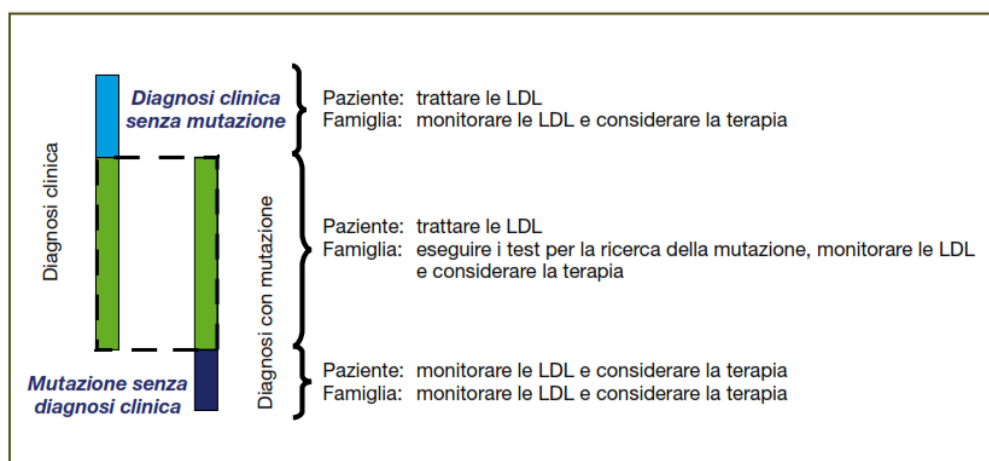 Diagnosi clinica
senza mutazione
Paziente: trattare le LDL
Famiglia: monitorare le LDL e considerare la terapia
Diagnosi clinica
Diagnosi con mutazione
Paziente: trattare le LDL
Famiglia: eseguire i test per la ricerca della mutazione, monitorare le LDL
e considerare la terapia
Mutazione senza
diagnosi clinica
Paziente: monitorare le LDL e considerare la terapia
Famiglia: monitorare le LDL e considerare la terapia